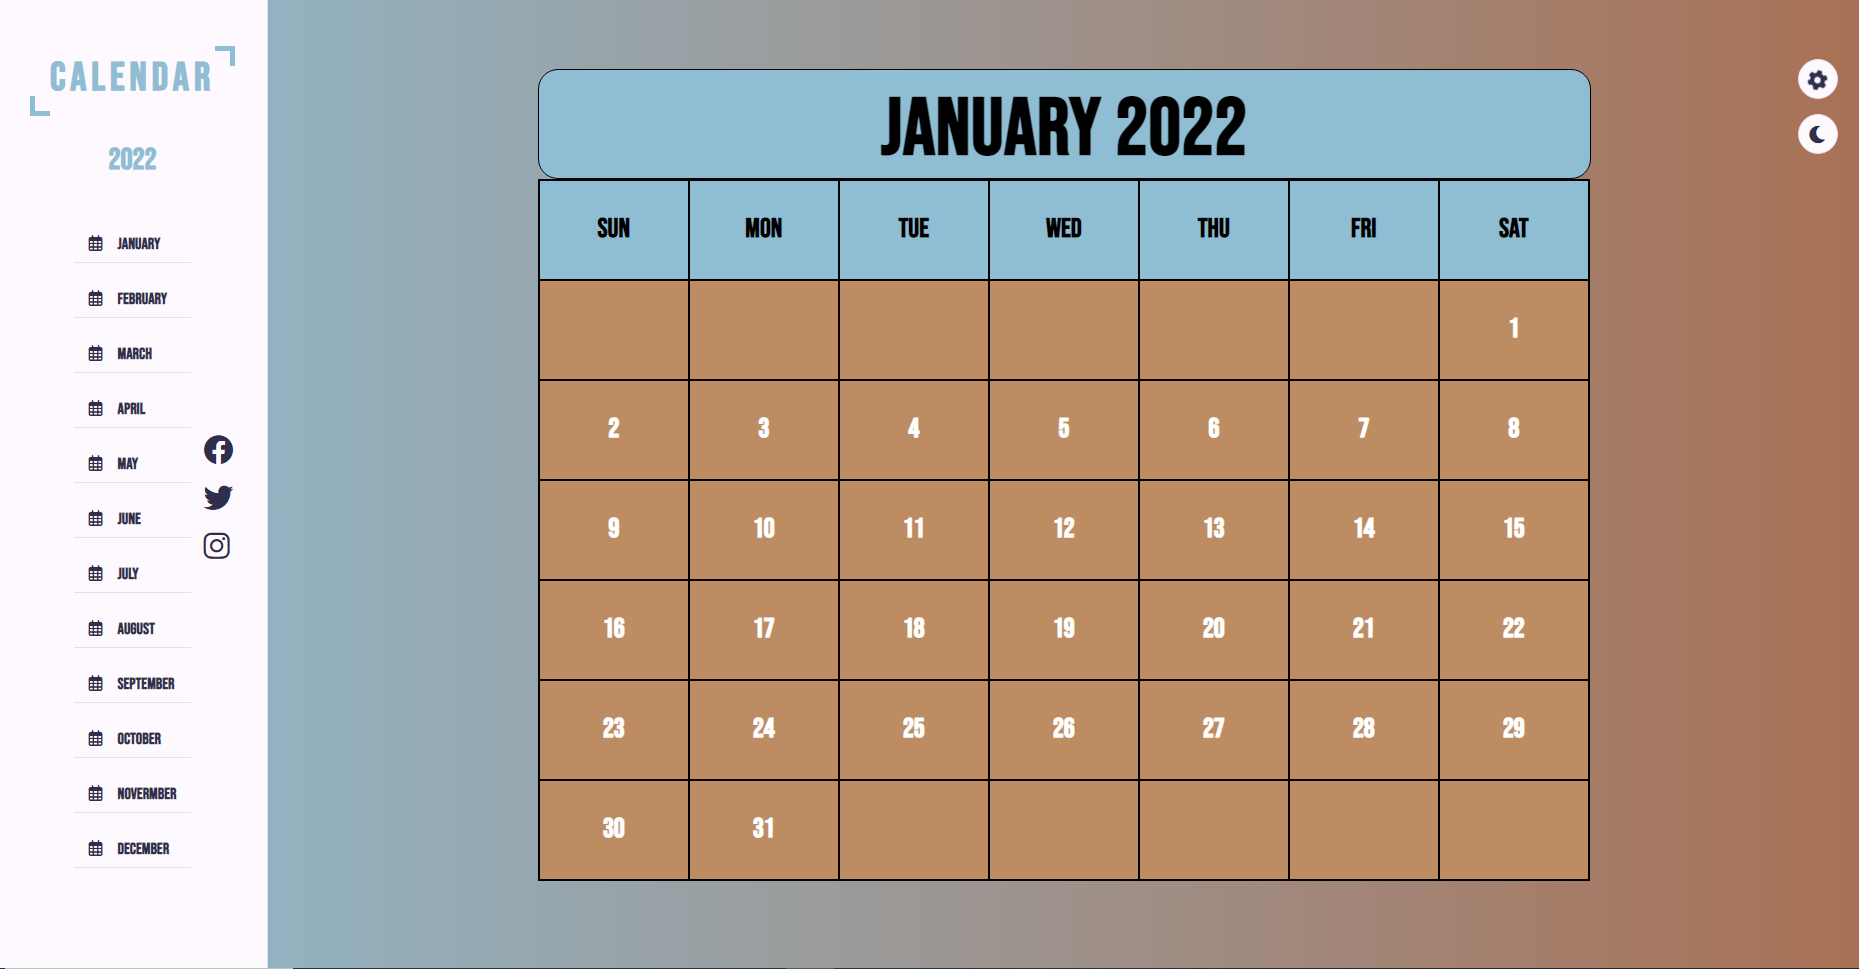 CALENDAR
2022
JANUARY
FEBRUARY
MARCH
APRIL
MAY
JUNE
JULY
AUGUST
SEPTEMBER
OCTOBER
NOVERMBER
DECEMBER
JANUARY 2022
SUN MON TUE WED THU FRI SAT
1
2 3 4 5 6 7 8
9 10 11 12 13 14 15
16 17 18 19 20 21 22
23 24 25 26 27 28 29
30 31